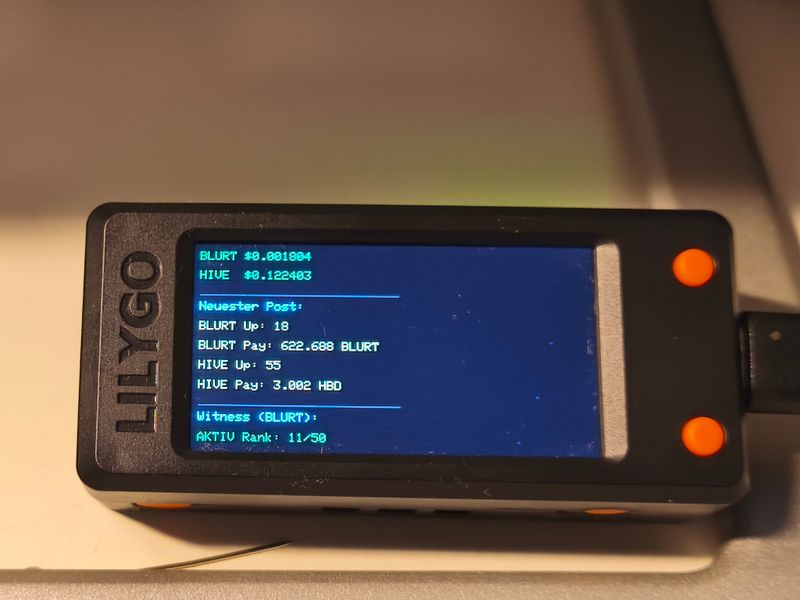 LILYGO
BLURT $0.001804
HIVE $0.122403
Neuester Post:
BLURT Up: 18
BLURT Pay: 622.688 BLURT
HIVE Up: 55
HIVE Pay: 3.002 HBD
Witness (BLURT):
AKTIV Rank: 11/50